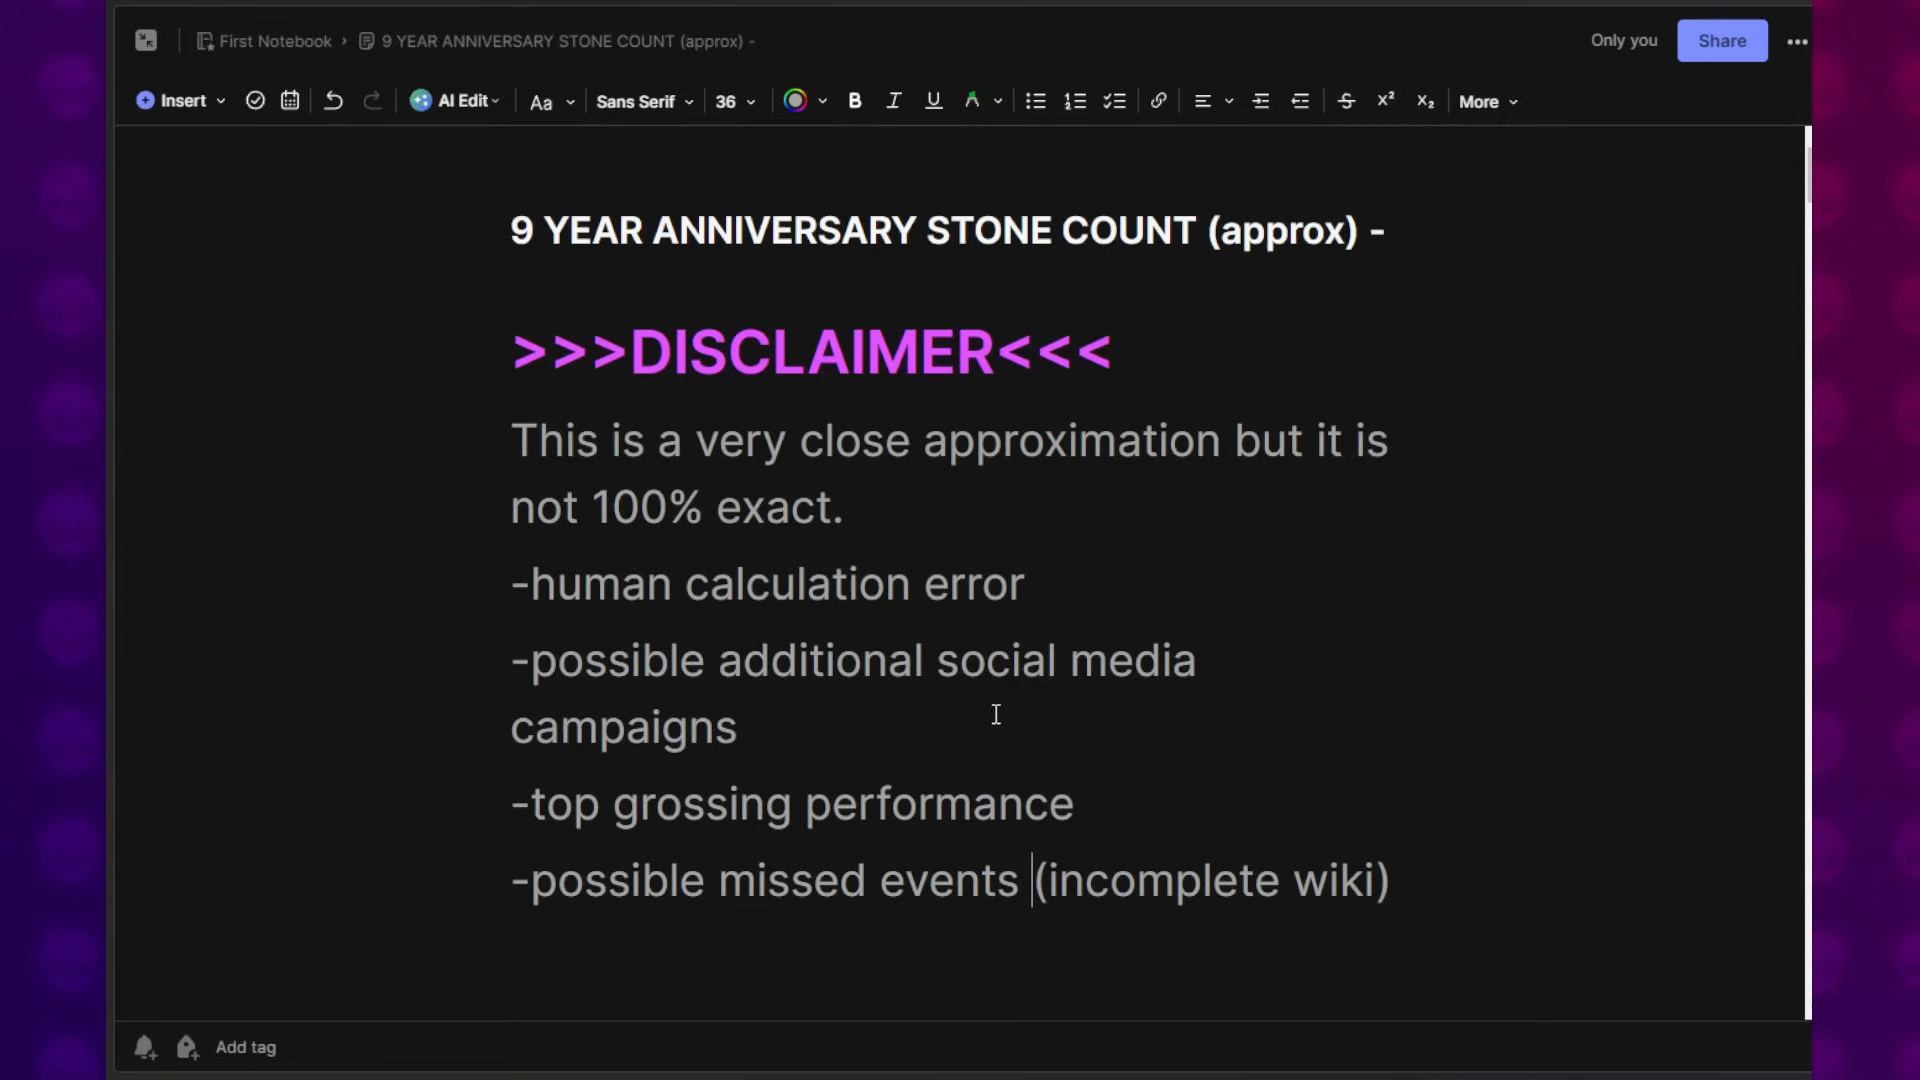 First Notebook › 9 YEAR ANNIVERSARY STONE COUNT (approx) -
Only you
Share
Insert
AI Edit
Aa
Sans Serif
36
B
I
U
A
S
x²
x₂
More
9 YEAR ANNIVERSARY STONE COUNT (approx) -
>>>DISCLAIMER<<<
This is a very close approximation but it is
not 100% exact.
-human calculation error
-possible additional social media
campaigns
-top grossing performance
-possible missed events (incomplete wiki)
Add tag